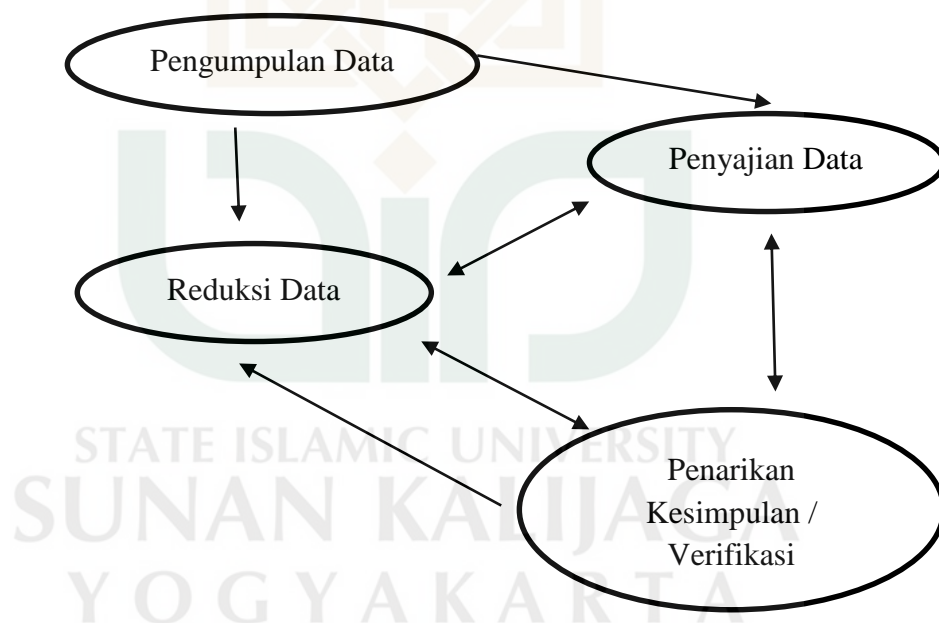 Pengumpulan Data
Penyajian Data
Reduksi Data
Penarikan
Kesimpulan /
Verifikasi
STATE ISLAMIC UNIVERSITY
SUNAN KALIJAGA
YOGYAKARTA